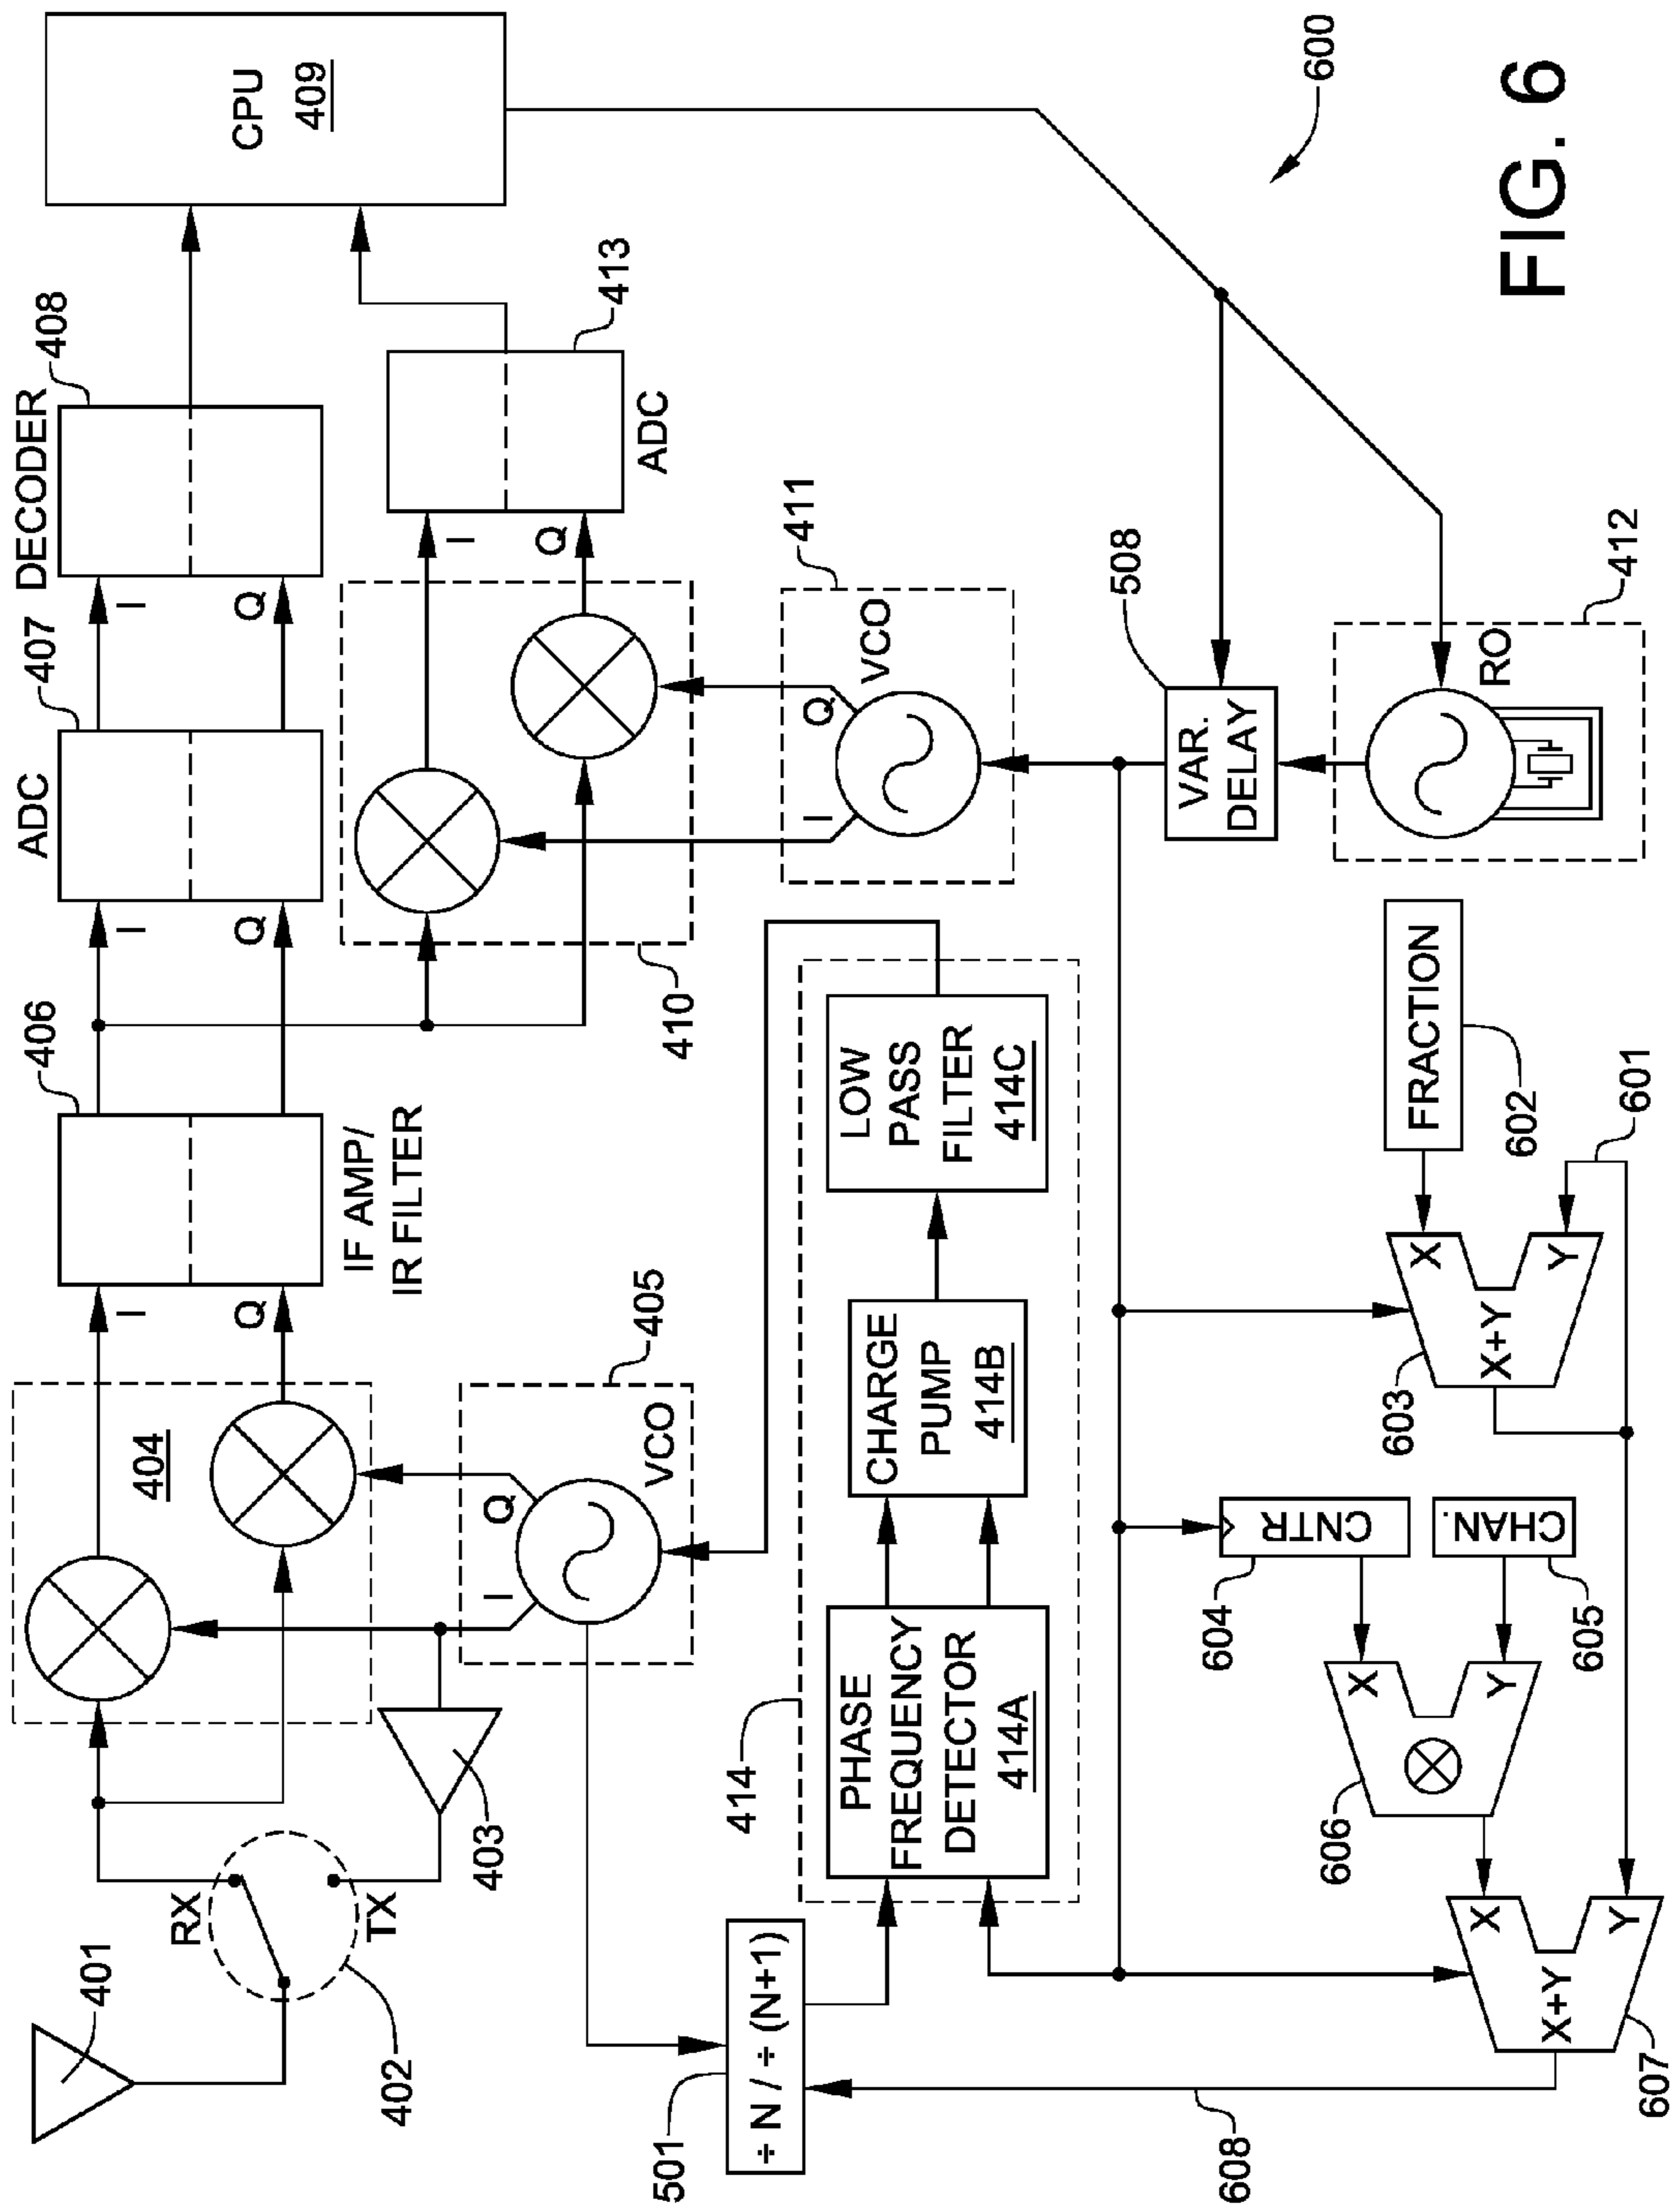 401
RX
TX
402
403
404
I
Q
I
Q
VCO
405
406
IF AMP/
IR FILTER
I
Q
ADC
407
I
Q
DECODER
408
CPU
409
410
I
Q
ADC
413
I
Q
VCO
411
VAR.
DELAY
508
RO
412
600
501
÷ N / ÷ (N+1)
414
PHASE
FREQUENCY
DETECTOR
414A
CHARGE
PUMP
414B
LOW
PASS
FILTER
414C
608
607
X
Y
X+Y
606
X
Y
604
CNTR
CHAN.
605
603
X
Y
X+Y
FRACTION
602
601
FIG. 6